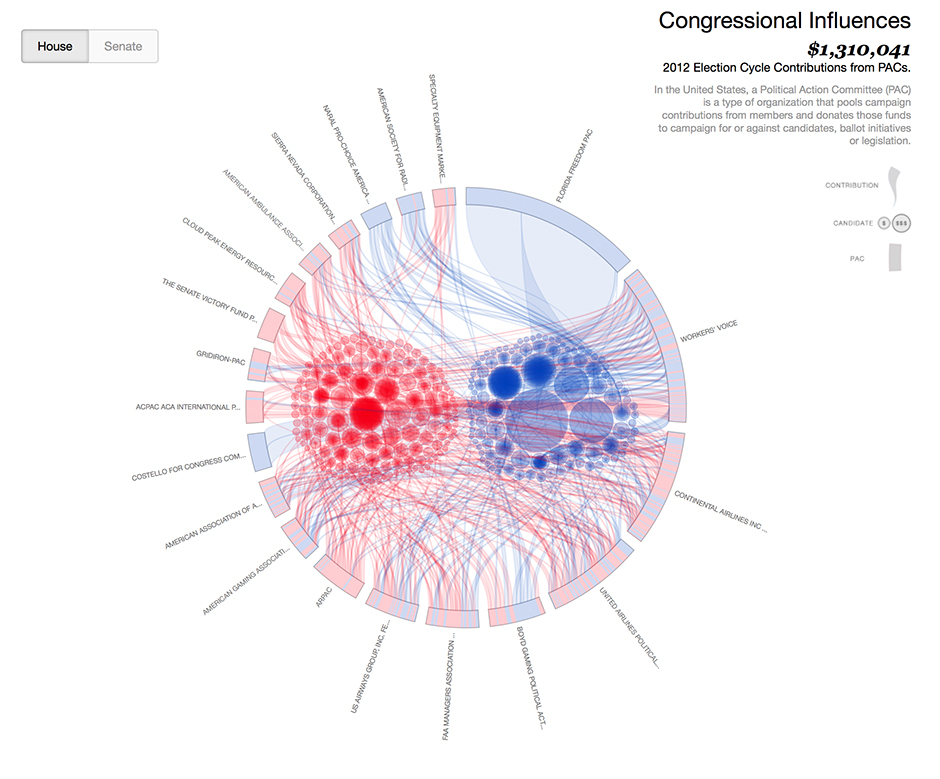 House
Senate
Congressional Influences
$1,310,041
2012 Election Cycle Contributions from PACs.
In the United States, a Political Action Committee (PAC)
is a type of organization that pools campaign
contributions from members and donates those funds
to campaign for or against candidates, ballot initiatives
or legislation.
CONTRIBUTION
CANDIDATE $ $$$
PAC
FLORIDA FREEDOM PAC
WORKERS' VOICE
CONTINENTAL AIRLINES INC ...
UNITED AIRLINES POLITICAL...
BOYD GAMING POLITICAL ACT...
FAA MANAGERS ASSOCIATION ...
US AIRWAYS GROUP, INC. FE...
ARPAC
AMERICAN GAMING ASSOCIATI...
AMERICAN ASSOCIATION OF A...
COSTELLO FOR CONGRESS COM...
ACPAC ACA INTERNATIONAL P...
GRIDIRON-PAC
THE SENATE VICTORY FUND P...
CLOUD PEAK ENERGY RESOURC...
AMERICAN AMBULANCE ASSOCI...
SIERRA NEVADA CORPORATION...
NARAL PRO-CHOICE AMERICA...
AMERICAN SOCIETY FOR RADI...
SPECIALTY EQUIPMENT MARKE...